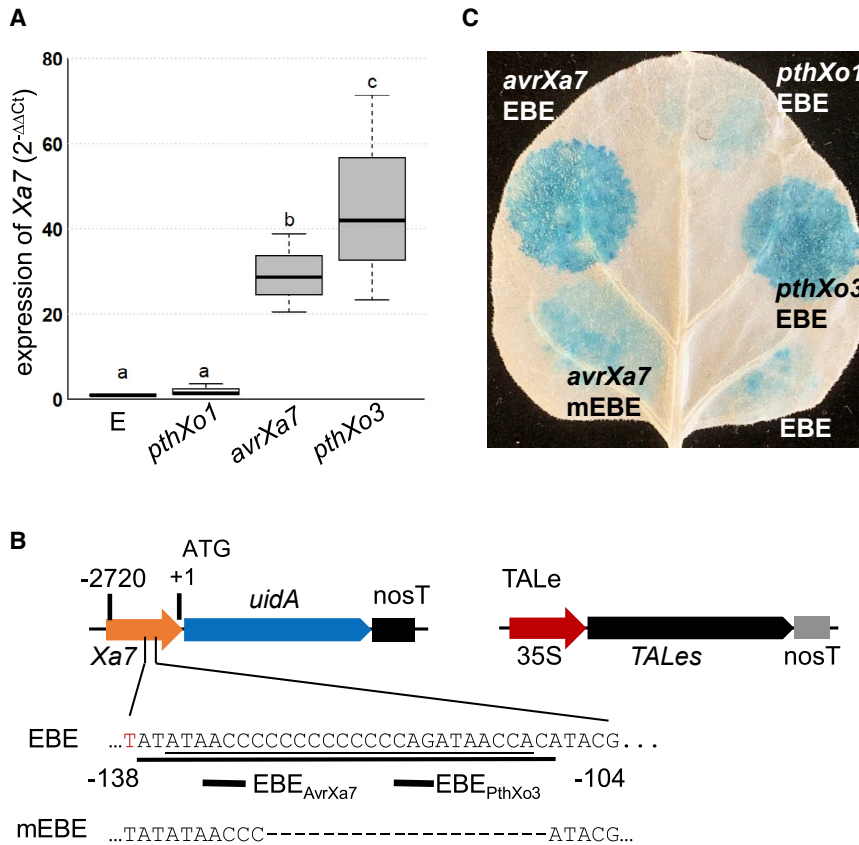 A
80
60
40
20
0
expression of Xa7 (2-ΔΔCt)
a
a
b
c
E
pthXo1
avrXa7
pthXo3
C
avrXa7
EBE
pthXo1
EBE
pthXo3
EBE
avrXa7
mEBE
EBE
B
-2720
ATG
+1
uidA
nosT
Xa7
TALe
35S
TALes
nosT
EBE ...TATATAACCCCCCCCCCCCCAGATAACCACATACG...
-138 EBEAvrXa7 EBEPthXo3 -104
mEBE ...TATATAACCC--------------------ATACG...